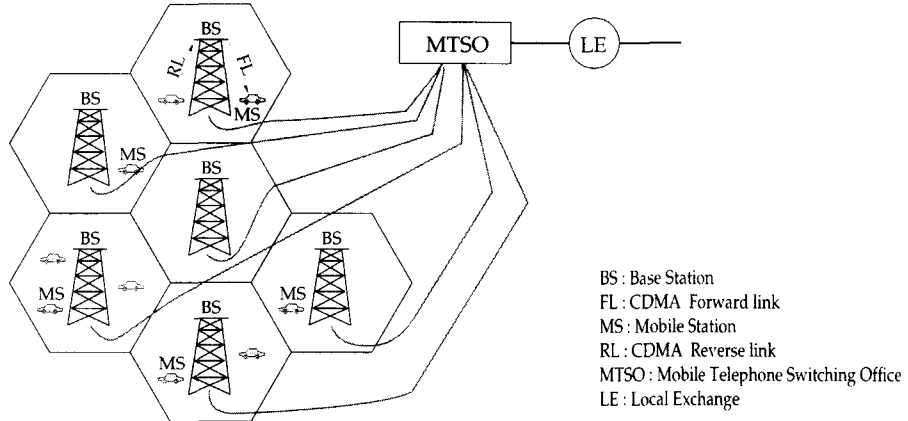 BS
RL
FL
MS
MTSO
LE
BS
MS
BS
BS
MS
BS
MS
BS
MS
BS : Base Station
FL : CDMA Forward link
MS : Mobile Station
RL : CDMA Reverse link
MTSO : Mobile Telephone Switching Office
LE : Local Exchange